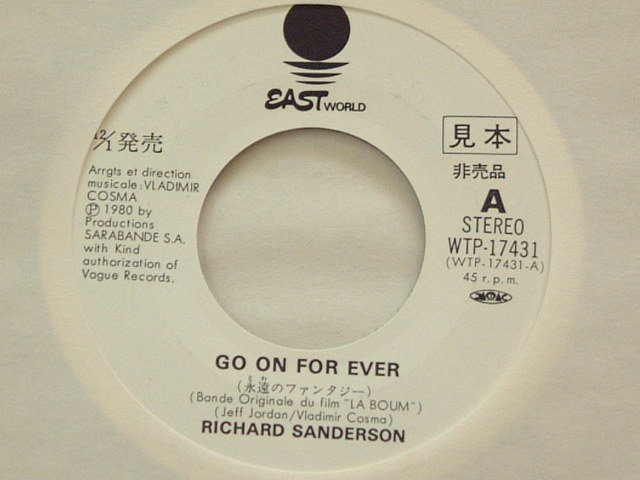 EAST WORLD
12/1発売
Arrgts et direction
musicale:VLADIMIR
COSMA
Ⓟ 1980 by
Productions
SARABANDE S.A.
with Kind
authorization of
Vogue Records.
見本
非売品
A
STEREO
WTP-17431
(WTP-17431-A)
45 r.p.m.
GO ON FOR EVER
(永遠のファンタジー)
(Bande Originale du film "LA BOUM")
(Jeff Jordan/Vladimir Cosma)
RICHARD SANDERSON